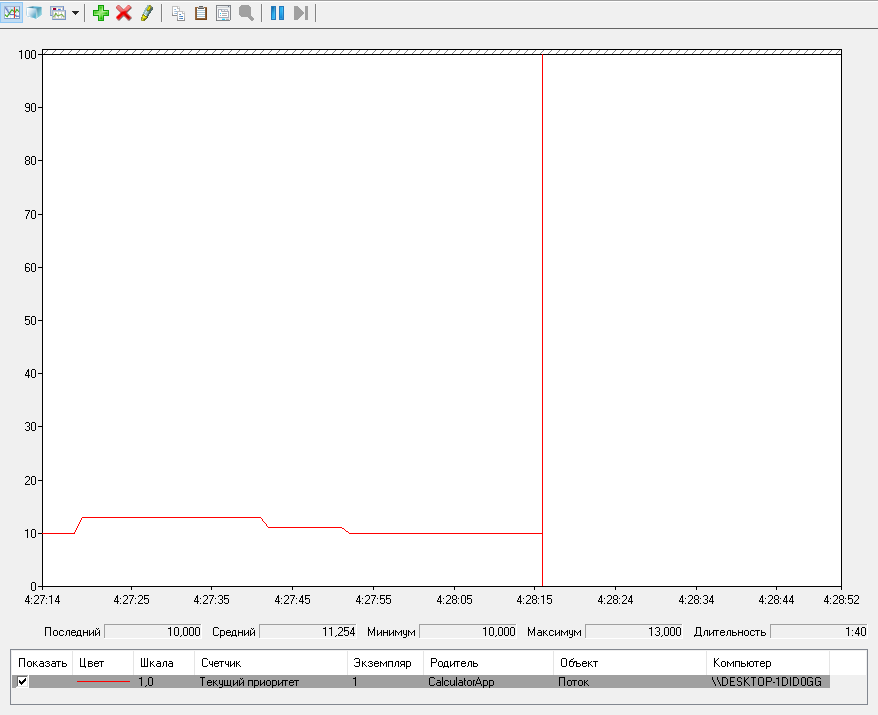 100
90
80
70
60
50
40
30
20
10
0
4:27:14 4:27:25 4:27:35 4:27:45 4:27:55 4:28:05 4:28:15 4:28:24 4:28:34 4:28:44 4:28:52
Последний 10,000 Средний 11,254 Минимум 10,000 Максимум 13,000 Длительность 1:40
Показать Цвет Шкала Счетчик Экземпляр Родитель Объект Компьютер
1,0 Текущий приоритет 1 CalculatorApp Поток \\DESKTOP-1DID0GG